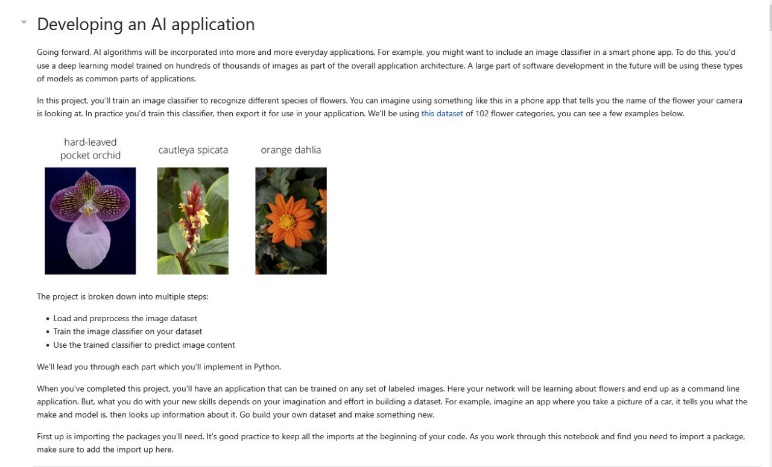 Developing an AI application
Going forward, AI algorithms will be incorporated into more and more everyday applications. For example, you might want to include an image classifier in a smart phone app. To do this, you'd
use a deep learning model trained on hundreds of thousands of images as part of the overall application architecture. A large part of software development in the future will be using these types
of models as common parts of applications.
In this project, you'll train an image classifier to recognize different species of flowers. You can imagine using something like this in a phone app that tells you the name of the flower your camera
is looking at. In practice you'd train this classifier, then export it for use in your application. We'll be using this dataset of 102 flower categories, you can see a few examples below.
hard-leaved
pocket orchid
cautleya spicata
orange dahlia
The project is broken down into multiple steps:
• Load and preprocess the image dataset
• Train the image classifier on your dataset
• Use the trained classifier to predict image content
We'll lead you through each part which you'll implement in Python.
When you've completed this project, you'll have an application that can be trained on any set of labeled images. Here your network will be learning about flowers and end up as a command line
application. But, what you do with your new skills depends on your imagination and effort in building a dataset. For example, imagine an app where you take a picture of a car, it tells you what the
make and model is, then looks up information about it. Go build your own dataset and make something new.
First up is importing the packages you'll need. It's good practice to keep all the imports at the beginning of your code. As you work through this notebook and find you need to import a package,
make sure to add the import up here.